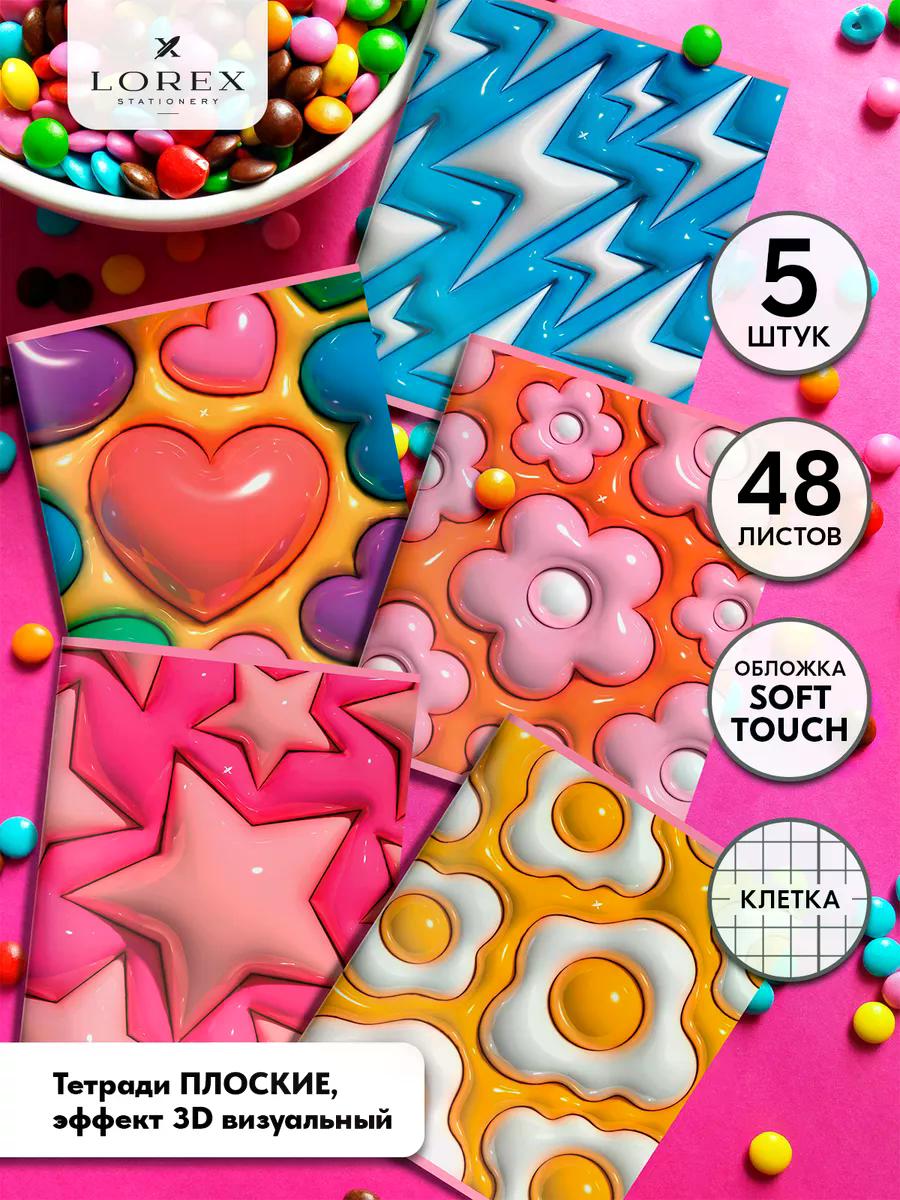 LOREX
STATIONERY
5
ШТУК
48
ЛИСТОВ
ОБЛОЖКА
SOFT
TOUCH
КЛЕТКА
Тетради ПЛОСКИЕ,
эффект 3D визуальный